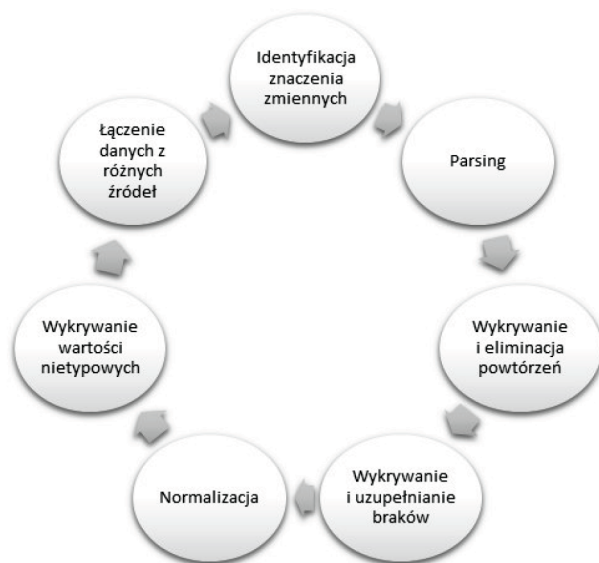 Identyfikacja
znaczenia
zmiennych
Parsing
Wykrywanie
i eliminacja
powtórzeń
Wykrywanie
i uzupełnianie
braków
Normalizacja
Wykrywanie
wartości
nietypowych
Łączenie
danych z
różnych
źródeł